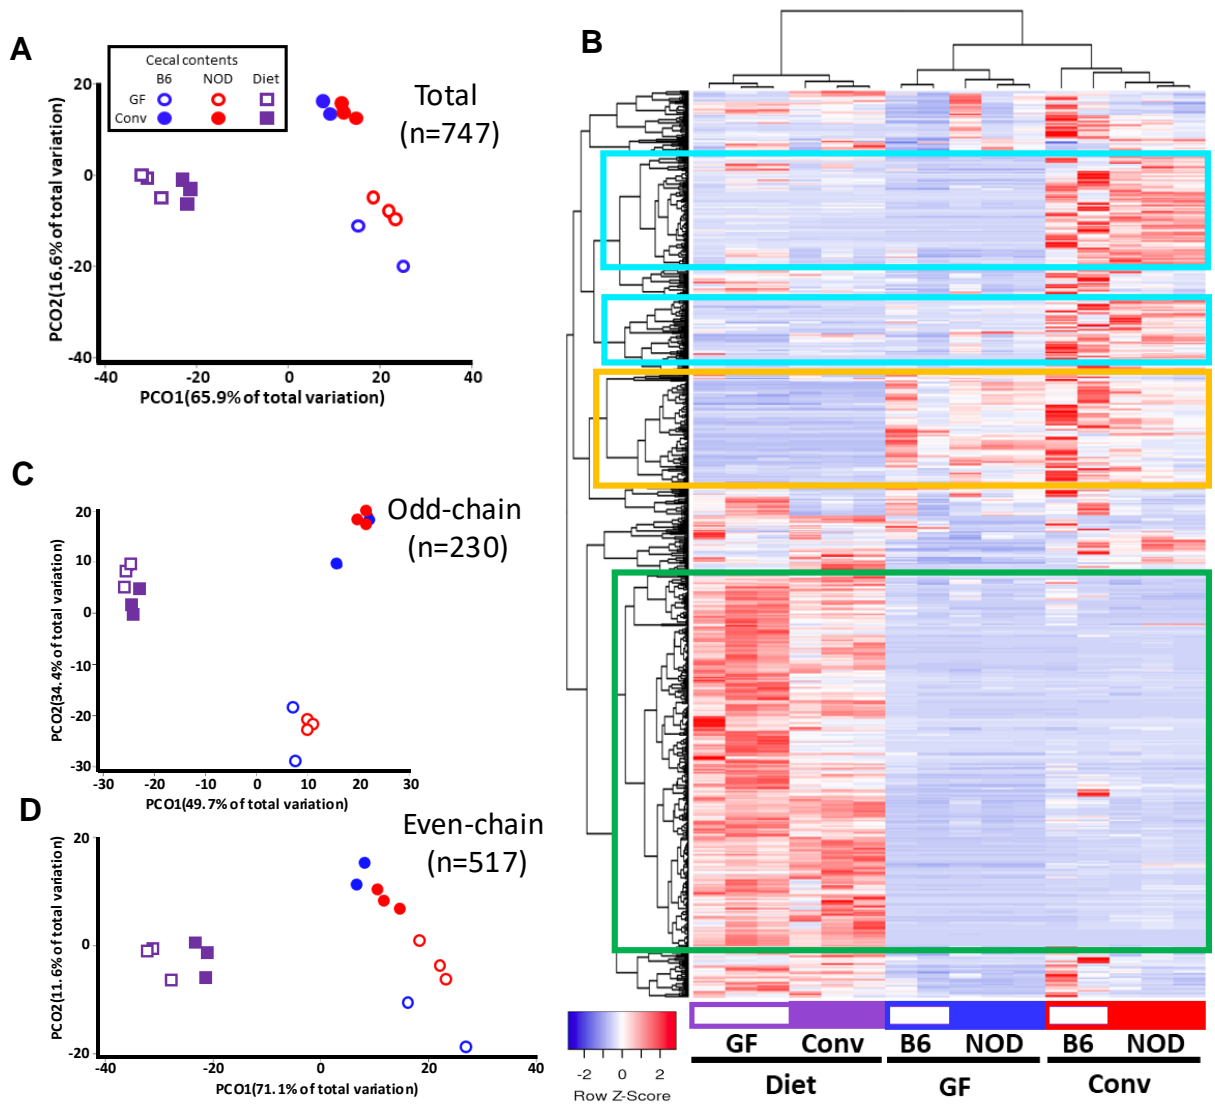 A
Cecal contents
B6 NOD Diet
GF
Conv
Total
(n=747)
20
0
-20
-40
-40 -20 0 20 40
PCO2(16.6% of total variation)
PCO1(65.9% of total variation)
B
C
Odd-chain
(n=230)
20
10
0
-10
-20
-30
-30 -20 -10 0 10 20 30
PCO2(34.4% of total variation)
PCO1(49.7% of total variation)
D
Even-chain
(n=517)
20
0
-20
-20 0 20 40
PCO2(11.6% of total variation)
PCO1(71.1% of total variation)
-2 0 2
Row Z-Score
GF Conv B6 NOD B6 NOD
Diet GF Conv